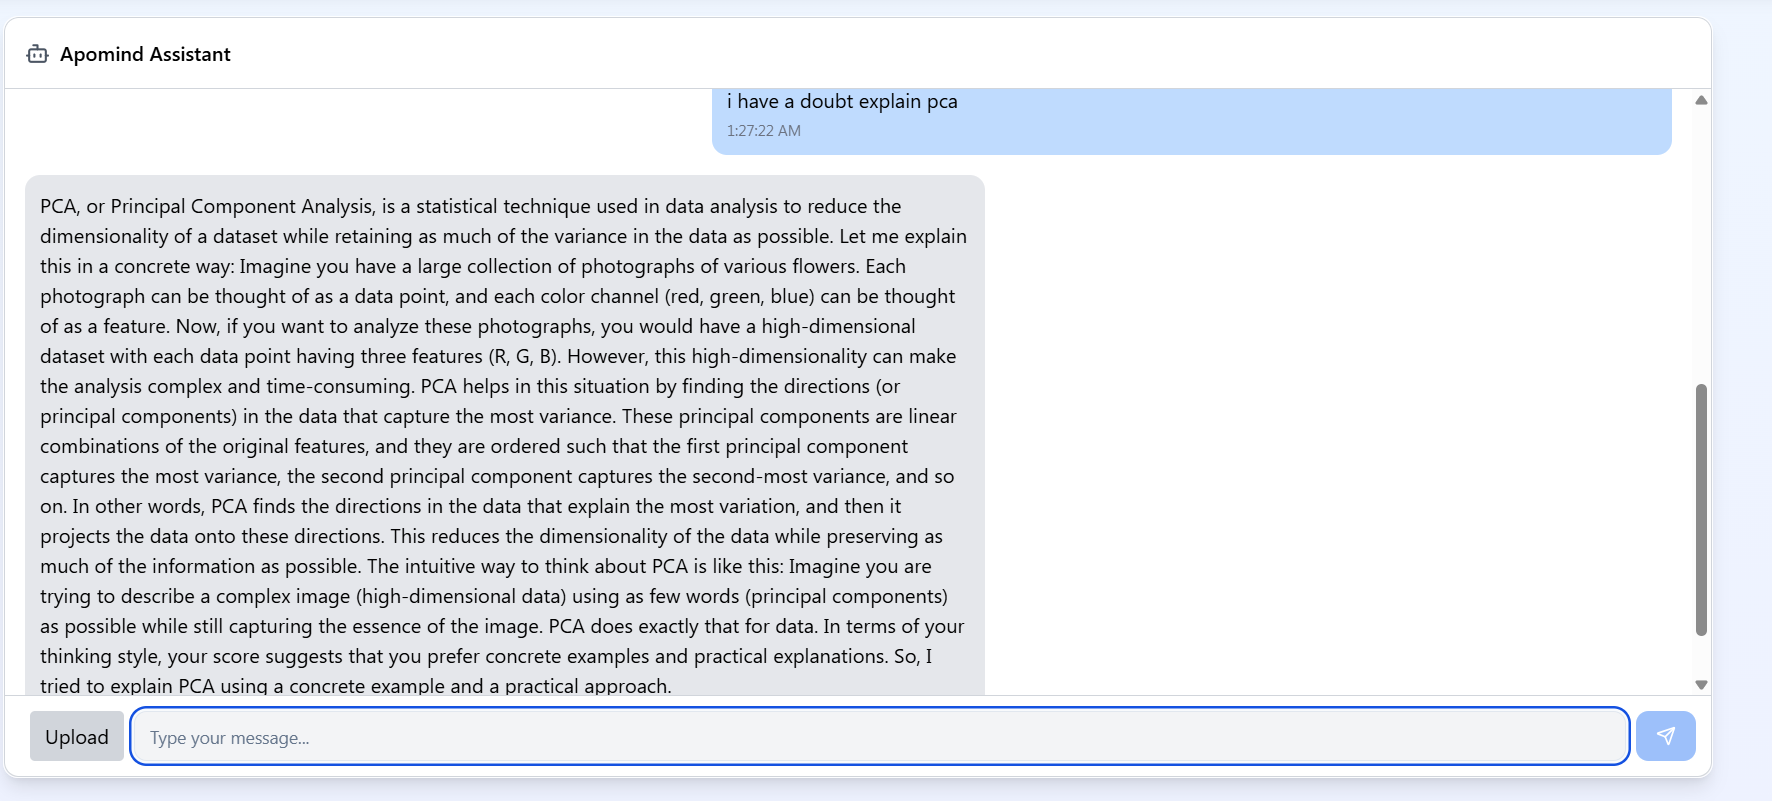 Apomind Assistant
i have a doubt explain pca
1:27:22 AM
PCA, or Principal Component Analysis, is a statistical technique used in data analysis to reduce the
dimensionality of a dataset while retaining as much of the variance in the data as possible. Let me explain
this in a concrete way: Imagine you have a large collection of photographs of various flowers. Each
photograph can be thought of as a data point, and each color channel (red, green, blue) can be thought
of as a feature. Now, if you want to analyze these photographs, you would have a high-dimensional
dataset with each data point having three features (R, G, B). However, this high-dimensionality can make
the analysis complex and time-consuming. PCA helps in this situation by finding the directions (or
principal components) in the data that capture the most variance. These principal components are linear
combinations of the original features, and they are ordered such that the first principal component
captures the most variance, the second principal component captures the second-most variance, and so
on. In other words, PCA finds the directions in the data that explain the most variation, and then it
projects the data onto these directions. This reduces the dimensionality of the data while preserving as
much of the information as possible. The intuitive way to think about PCA is like this: Imagine you are
trying to describe a complex image (high-dimensional data) using as few words (principal components)
as possible while still capturing the essence of the image. PCA does exactly that for data. In terms of your
thinking style, your score suggests that you prefer concrete examples and practical explanations. So, I
tried to explain PCA using a concrete example and a practical approach.
Upload
Type your message...